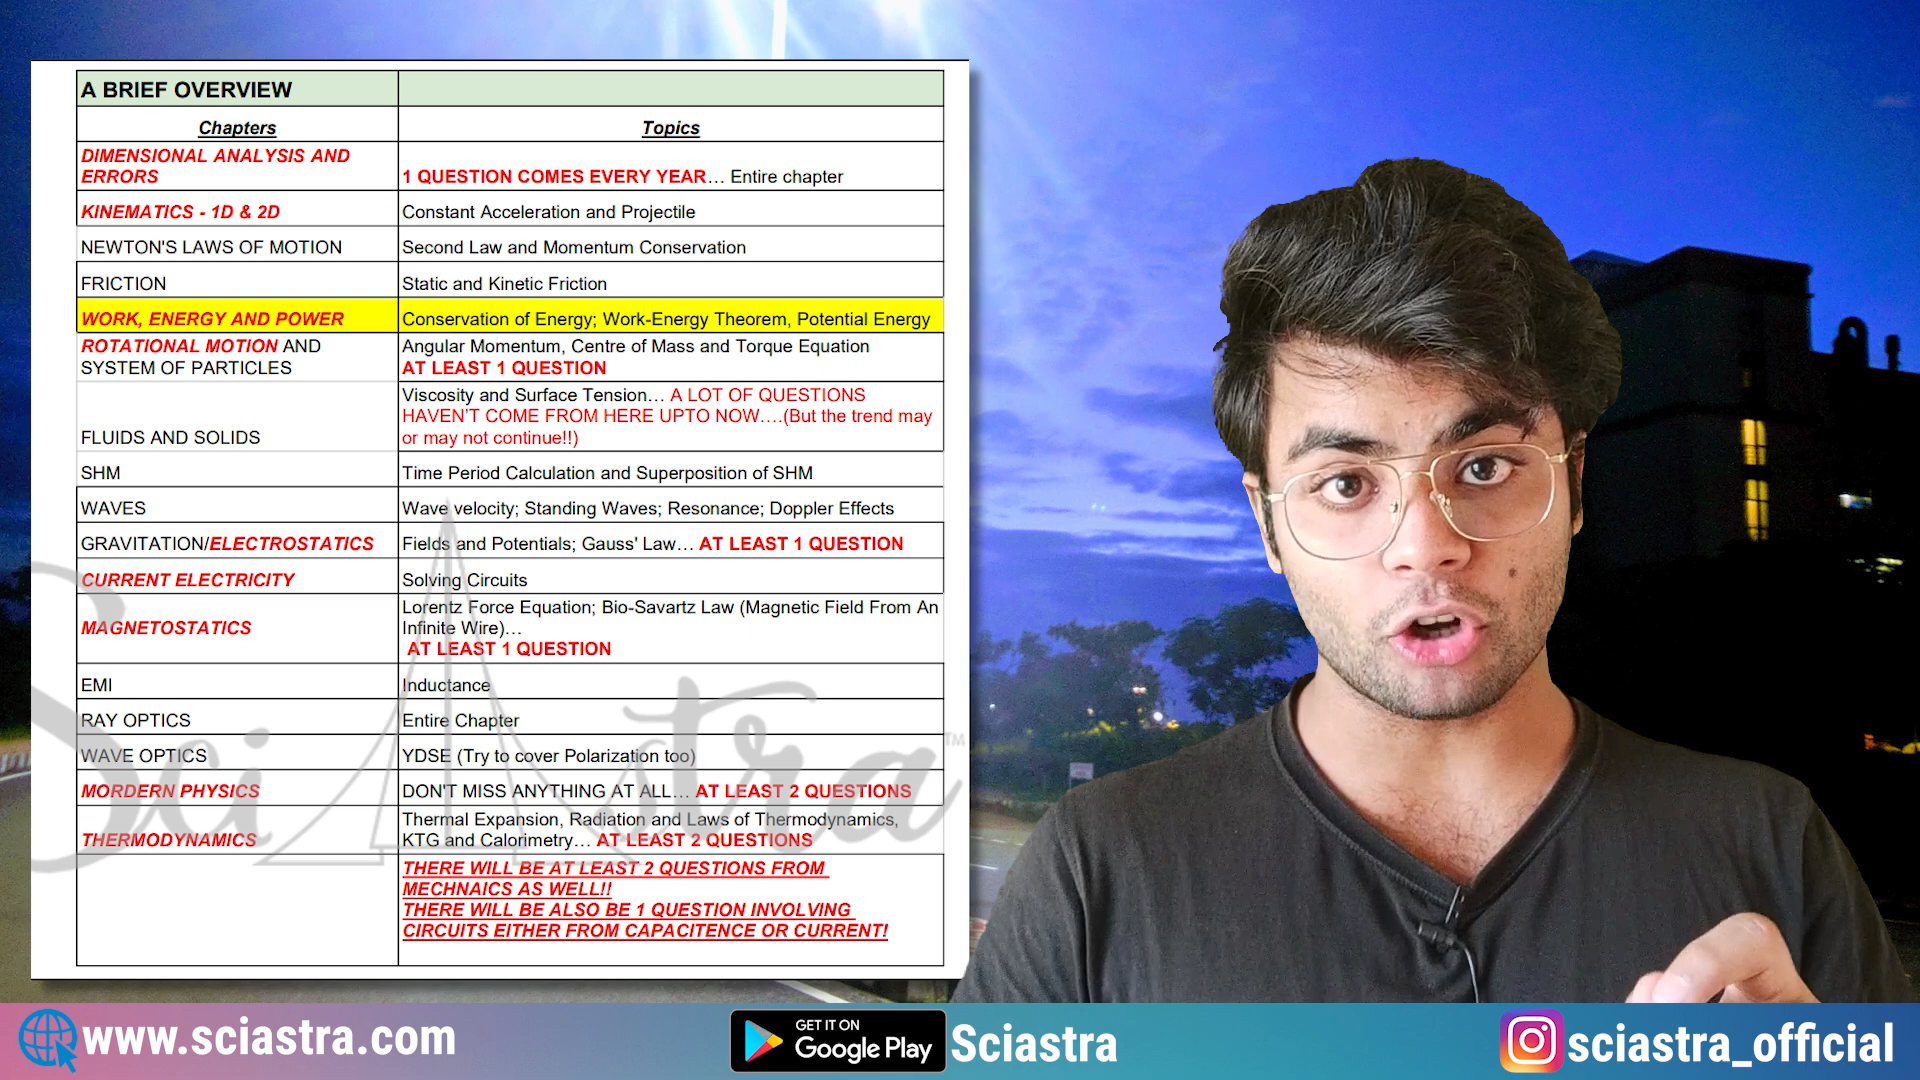 A BRIEF OVERVIEW
Chapters
Topics
DIMENSIONAL ANALYSIS AND
ERRORS
1 QUESTION COMES EVERY YEAR… Entire chapter
KINEMATICS - 1D & 2D
Constant Acceleration and Projectile
NEWTON'S LAWS OF MOTION
Second Law and Momentum Conservation
FRICTION
Static and Kinetic Friction
WORK, ENERGY AND POWER
Conservation of Energy; Work-Energy Theorem, Potential Energy
ROTATIONAL MOTION AND
SYSTEM OF PARTICLES
Angular Momentum, Centre of Mass and Torque Equation
AT LEAST 1 QUESTION
FLUIDS AND SOLIDS
Viscosity and Surface Tension… A LOT OF QUESTIONS
HAVEN'T COME FROM HERE UPTO NOW….(But the trend may
or may not continue!!)
SHM
Time Period Calculation and Superposition of SHM
WAVES
Wave velocity; Standing Waves; Resonance; Doppler Effects
GRAVITATION/ELECTROSTATICS
Fields and Potentials; Gauss' Law… AT LEAST 1 QUESTION
CURRENT ELECTRICITY
Solving Circuits
MAGNETOSTATICS
Lorentz Force Equation; Bio-Savartz Law (Magnetic Field From An
Infinite Wire)…
AT LEAST 1 QUESTION
EMI
Inductance
RAY OPTICS
Entire Chapter
WAVE OPTICS
YDSE (Try to cover Polarization too)
MORDERN PHYSICS
DON'T MISS ANYTHING AT ALL… AT LEAST 2 QUESTIONS
THERMODYNAMICS
Thermal Expansion, Radiation and Laws of Thermodynamics,
KTG and Calorimetry… AT LEAST 2 QUESTIONS
THERE WILL BE AT LEAST 2 QUESTIONS FROM
MECHNAICS AS WELL!!
THERE WILL BE ALSO BE 1 QUESTION INVOLVING
CIRCUITS EITHER FROM CAPACITENCE OR CURRENT!
SciAstra™
www.sciastra.com
GET IT ON
Google Play
Sciastra
sciastra_official